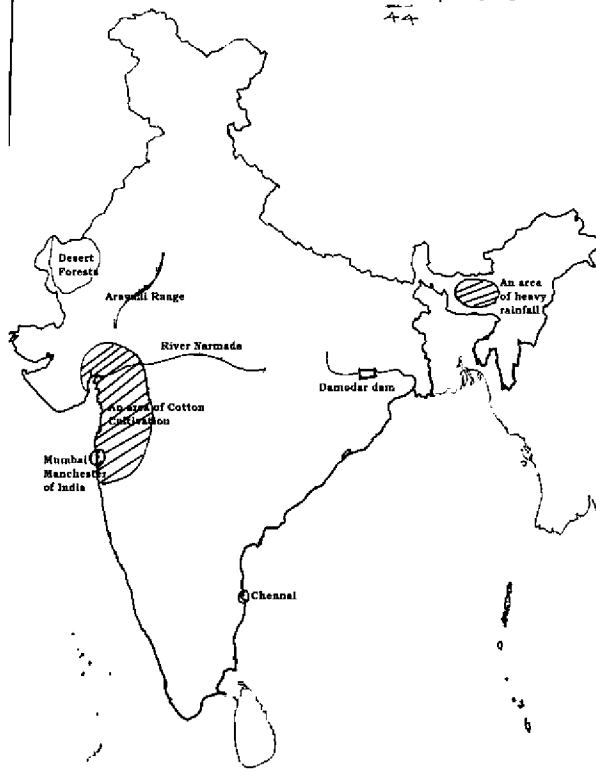 44
Desert
Forests
Aravalli Range
River Narmada
An area
of heavy
rainfall
Damodar dam
An area of Cotton
Cultivation
Mumbai
Manchester
of India
Chennai